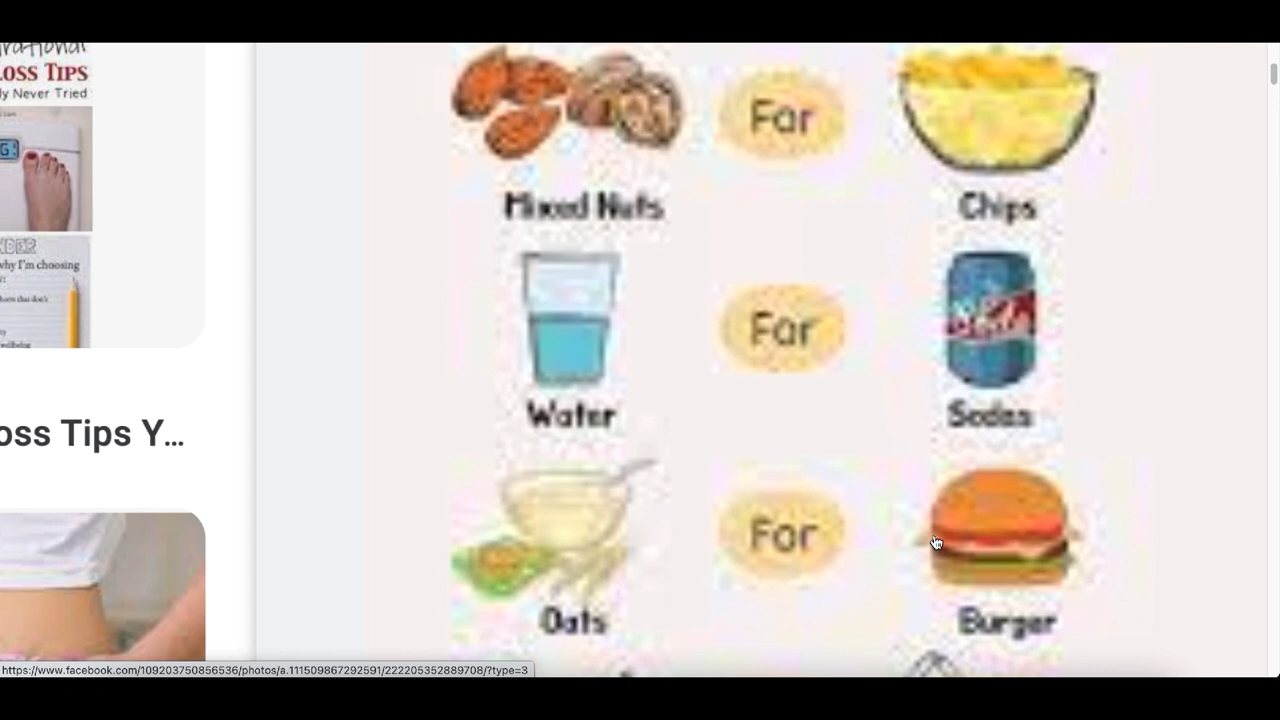 Loss Tips
ly Never Tried
G!
why I'm choosing
oss Tips Y...
Mixed Nuts
For
Chips
Water
For
Sodas
Oats
For
Burger
https://www.facebook.com/109203750856536/photos/a.111509867292591/222205352889708/?type=3